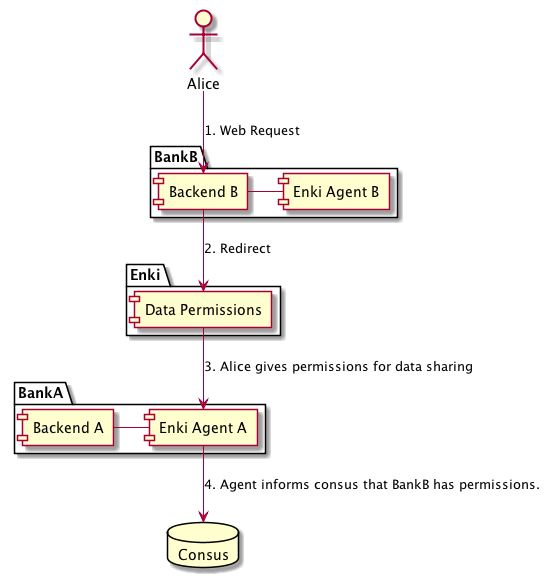 Alice
1. Web Request
BankB
Backend B
Enki Agent B
2. Redirect
Enki
Data Permissions
3. Alice gives permissions for data sharing
BankA
Backend A
Enki Agent A
4. Agent informs consus that BankB has permissions.
Consus